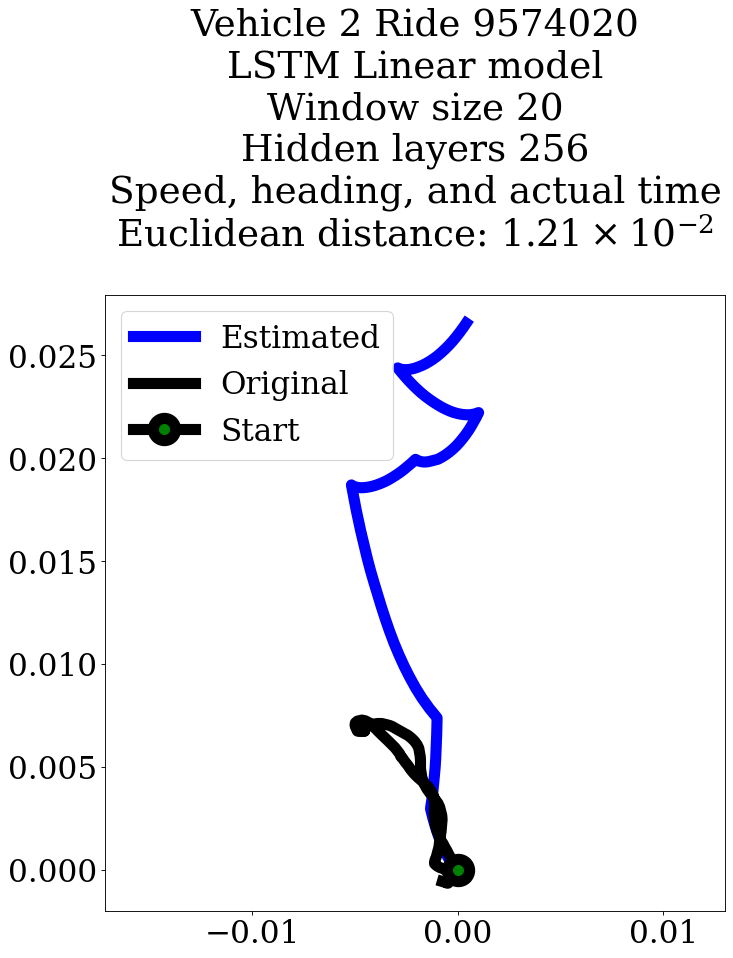 Vehicle 2 Ride 9574020
LSTM Linear model
Window size 20
Hidden layers 256
Speed, heading, and actual time
Euclidean distance: 1.21 × 10⁻²
Estimated
Original
Start
0.025
0.020
0.015
0.010
0.005
0.000
−0.01
0.00
0.01